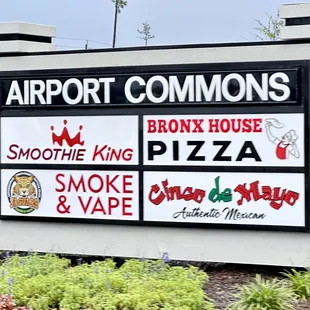 AIRPORT COMMONS
SMOOTHIE KING
BRONX HOUSE
PIZZA
SMOKE
& VAPE
Cinco de Mayo
Authentic Mexican